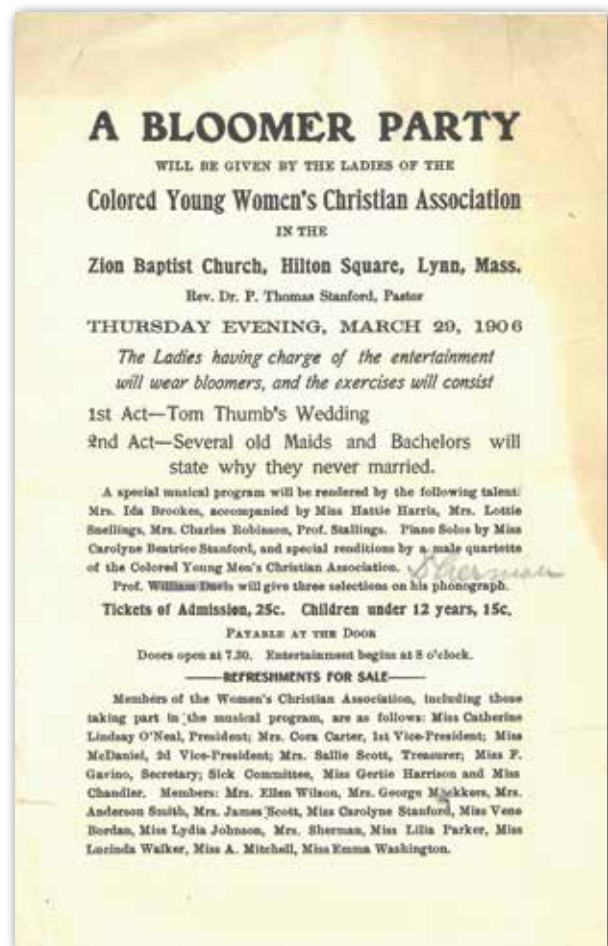 A BLOOMER PARTY
WILL BE GIVEN BY THE LADIES OF THE
Colored Young Women's Christian Association
IN THE
Zion Baptist Church, Hilton Square, Lynn, Mass.
Rev. Dr. P. Thomas Stanford, Pastor
THURSDAY EVENING, MARCH 29, 1906
The Ladies having charge of the entertainment
will wear bloomers, and the exercises will consist
1st Act—Tom Thumb's Wedding
2nd Act—Several old Maids and Bachelors will
state why they never married.
A special musical program will be rendered by the following talent:
Mrs. Ida Brookes, accompanied by Miss Hattie Harris, Mrs. Lottie
Snellings, Mrs. Charles Robinson, Prof. Stallings. Piano Solos by Miss
Carolyne Beatrice Stanford, and special renditions by a male quartette
of the Colored Young Men's Christian Association. Sherman
Prof. William Davis will give three selections on his phonograph.
Tickets of Admission, 25c. Children under 12 years, 15c.
PAYABLE AT THE DOOR
Doors open at 7.30. Entertainment begins at 8 o'clock.
REFRESHMENTS FOR SALE
Members of the Women's Christian Association, including those
taking part in the musical program, are as follows: Miss Catherine
Lindsay O'Neal, President; Mrs. Cora Carter, 1st Vice-President; Miss
McDaniel, 2d Vice-President; Mrs. Sallie Scott, Treasurer; Miss F.
Gavino, Secretary; Sick Committee, Miss Gertie Harrison and Miss
Chandler. Members: Mrs. Ellen Wilson, Mrs. George Mrs.
Anderson Smith, Mrs. James Scott, Miss Carolyne Stanford, Miss Veno
Bordan, Miss Lydia Johnson, Mrs. Sherman, Miss Lilia Parker, Miss
Lucinda Walker, Miss A. Mitchell, Miss Emma Washington.